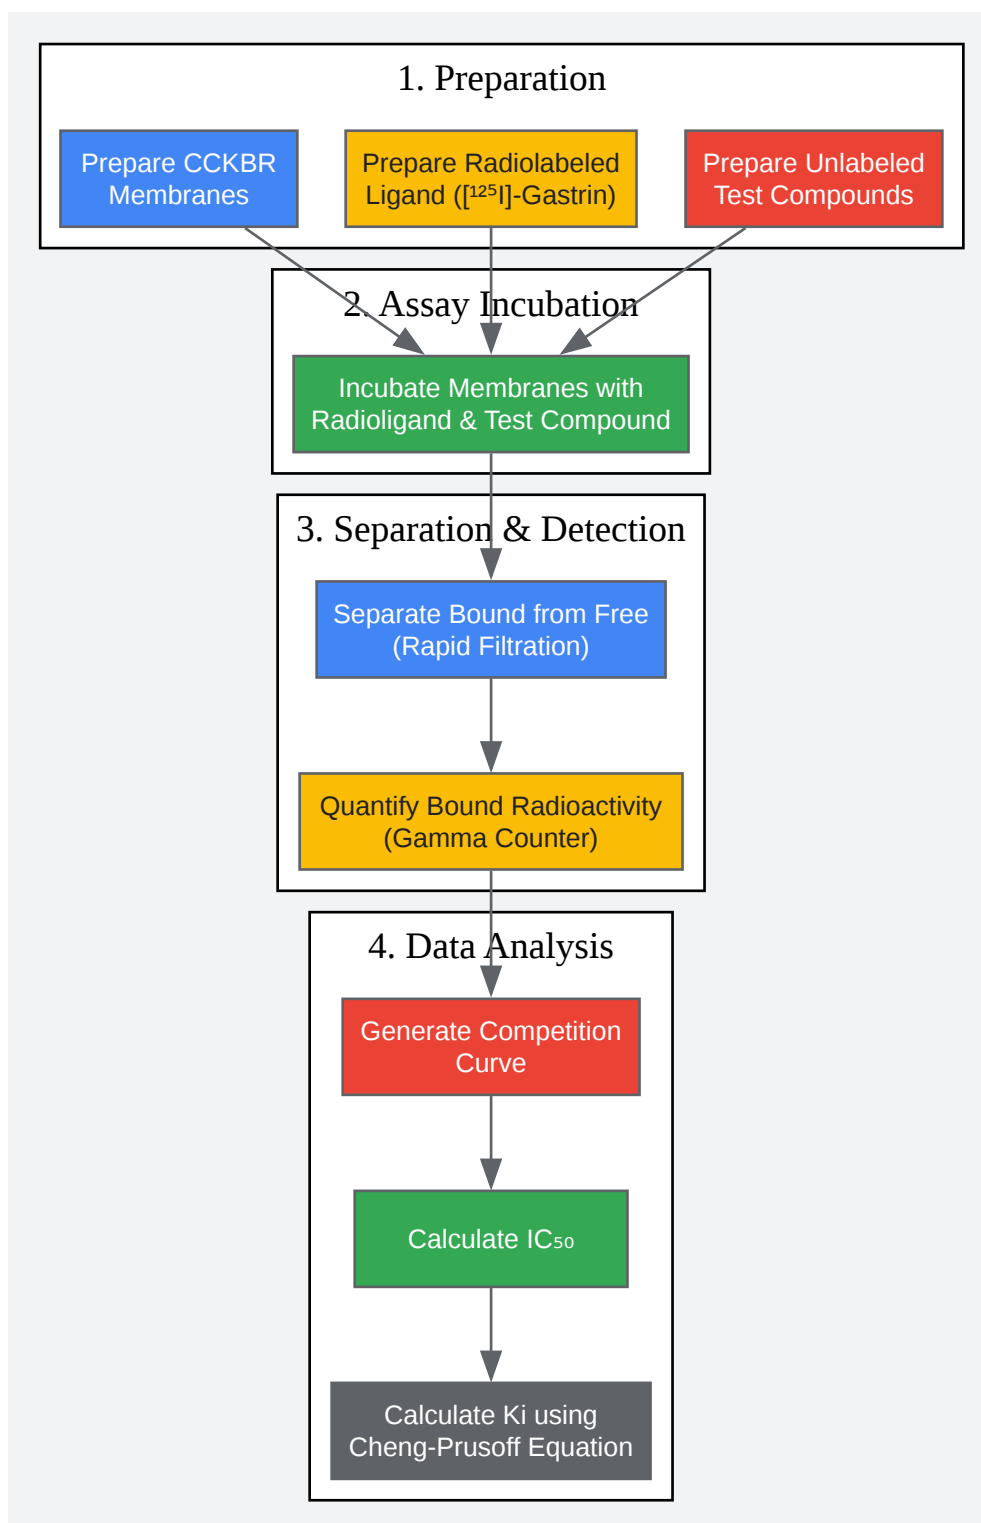 1. Preparation
Prepare CCKBR
Membranes
Prepare Radiolabeled
Ligand ([¹²⁵I]-Gastrin)
Prepare Unlabeled
Test Compounds
2. Assay Incubation
Incubate Membranes with
Radioligand & Test Compound
3. Separation & Detection
Separate Bound from Free
(Rapid Filtration)
Quantify Bound Radioactivity
(Gamma Counter)
4. Data Analysis
Generate Competition
Curve
Calculate IC₅₀
Calculate Ki using
Cheng-Prusoff Equation